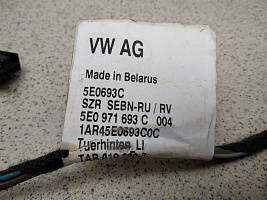 VW AG
Made in Belarus
5E0693C
SZR SEBN-RU / RV
5E0 971 693 C 004
1AR45E0693C0C
Tuerhinten LI